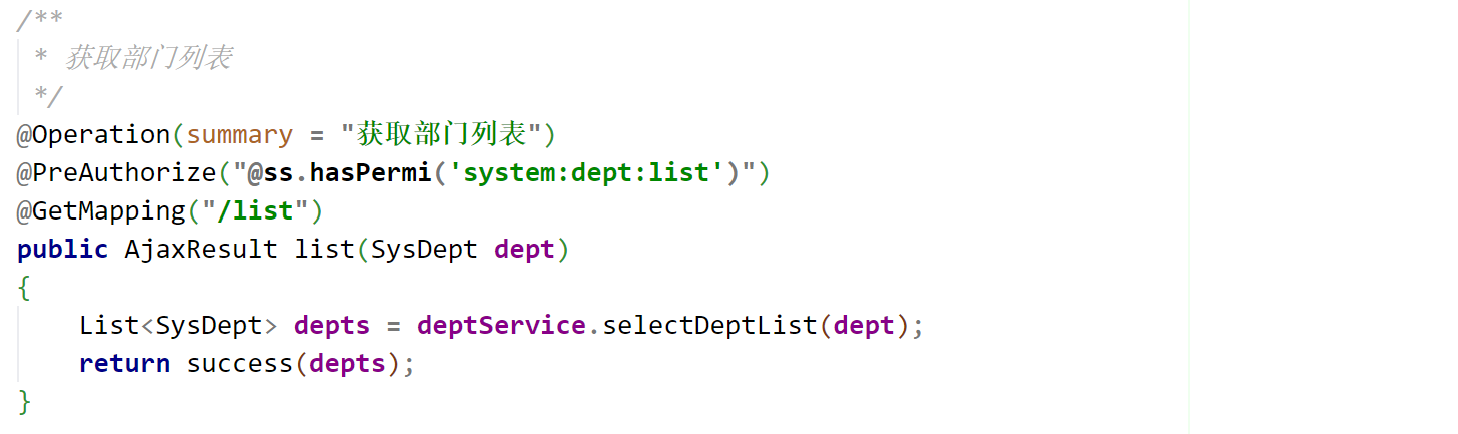 /**
 * 获取部门列表
 */
@Operation(summary = "获取部门列表")
@PreAuthorize("@ss.hasPermi('system:dept:list')")
@GetMapping("/list")
public AjaxResult list(SysDept dept)
{
    List<SysDept> depts = deptService.selectDeptList(dept);
    return success(depts);
}